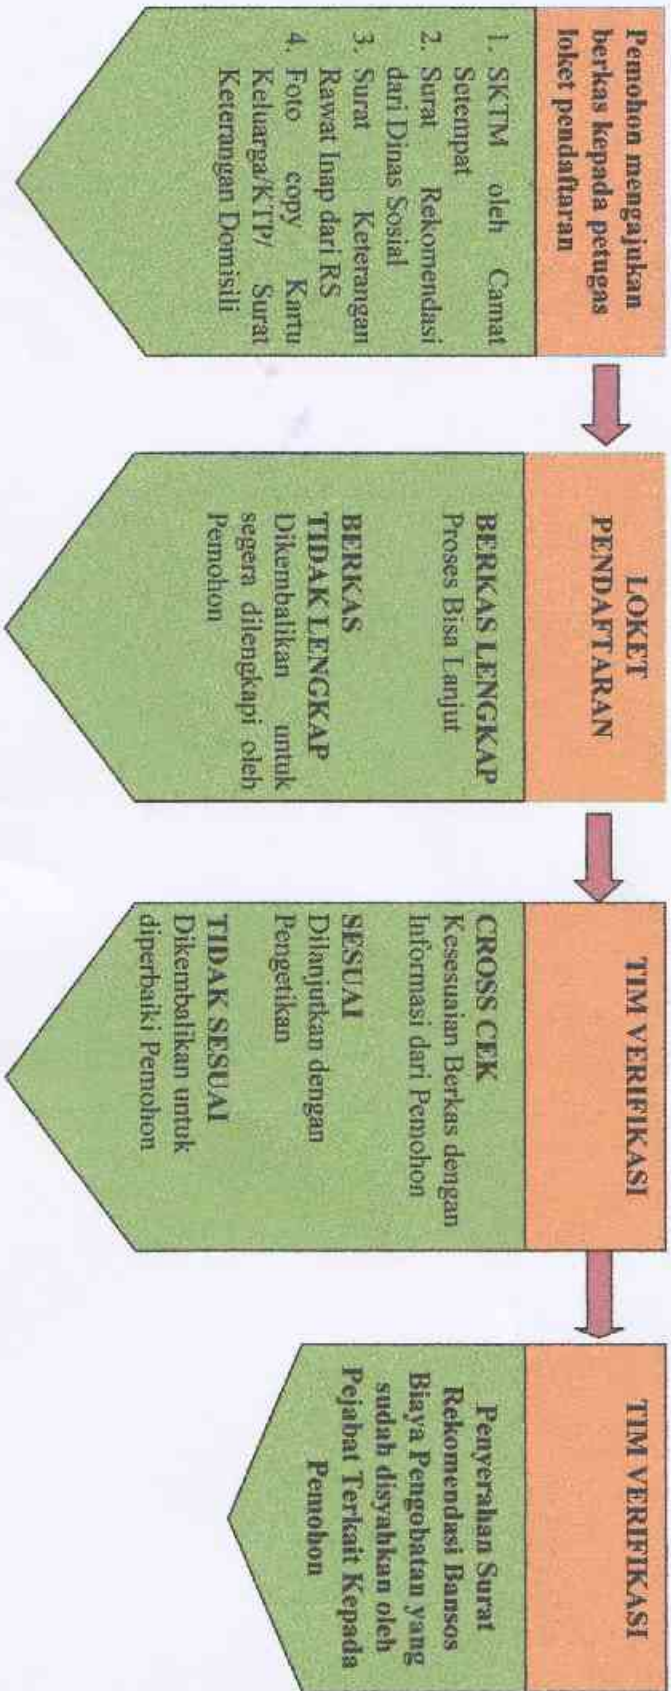 Pemohon mengajukan
berkas kepada petugas
loket pendaftaran
1. SKTM oleh Camat
Setempat
2. Surat Rekomendasi
dari Dinas Sosial
3. Surat Keterangan
Rawat Inap dari RS
4. Foto copy Kartu
Keluarga/KTP/ Surat
Keterangan Domisili
LOKET
PENDAFTARAN
BERKAS LENGKAP
Proses Bisa Lanjut
BERKAS
TIDAK LENGKAP
Dikembalikan untuk
segera dilengkapi oleh
Pemohon
TIM VERIFIKASI
CROSS CEK
Kesesuaian Berkas dengan
Informasi dari Pemohon
SESUAI
Dilanjutkan dengan
Pengetikan
TIDAK SESUAI
Dikembalikan untuk
diperbaiki Pemohon
TIM VERIFIKASI
Penyerahan Surat
Rekomendasi Bansos
Biaya Pengobatan yang
sudah disyahkan oleh
Pejabat Terkait Kepada
Pemohon